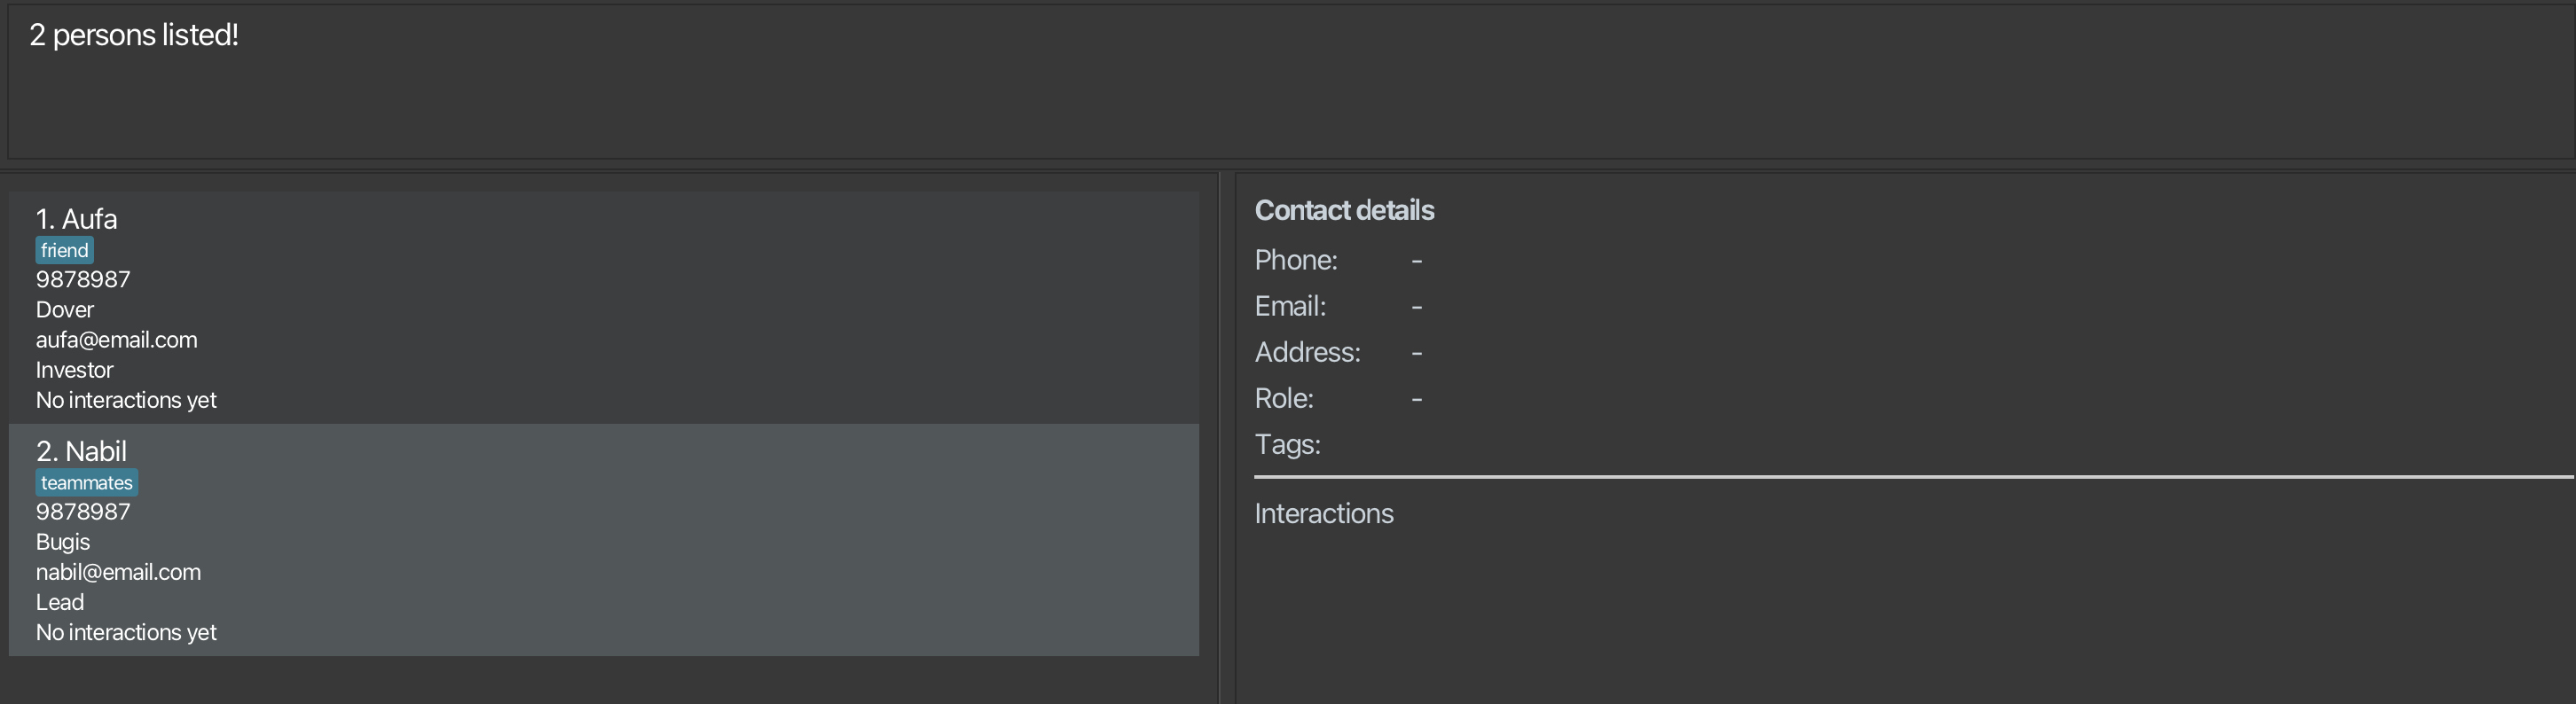 2 persons listed!
1. Aufa
friend
9878987
Dover
aufa@email.com
Investor
No interactions yet
2. Nabil
teammates
9878987
Bugis
nabil@email.com
Lead
No interactions yet
Contact details
Phone: -
Email: -
Address: -
Role: -
Tags:
Interactions